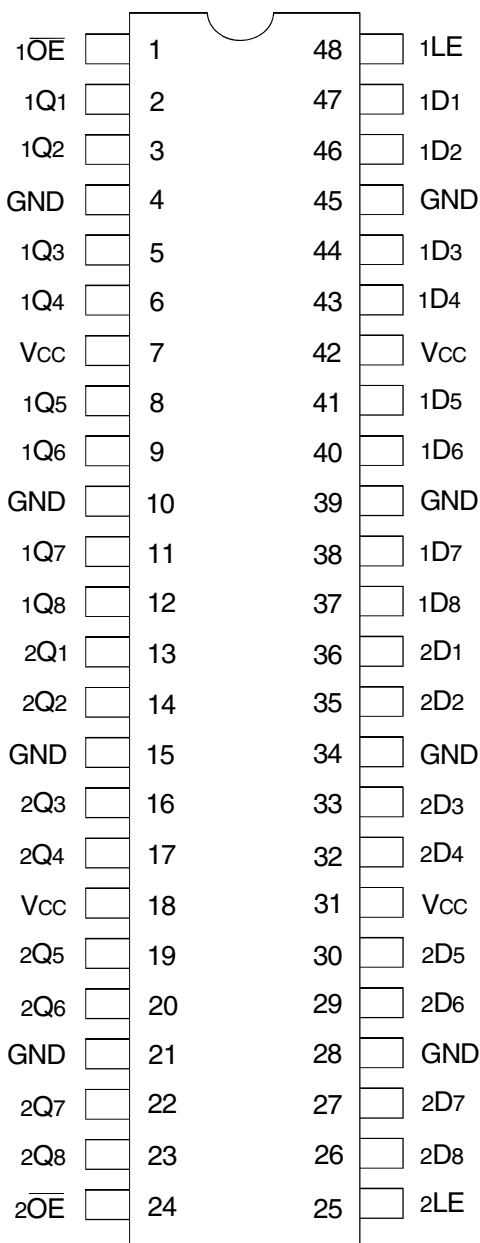 1O̅E̅ 1 48 1LE
1Q1 2 47 1D1
1Q2 3 46 1D2
GND 4 45 GND
1Q3 5 44 1D3
1Q4 6 43 1D4
VCC 7 42 VCC
1Q5 8 41 1D5
1Q6 9 40 1D6
GND 10 39 GND
1Q7 11 38 1D7
1Q8 12 37 1D8
2Q1 13 36 2D1
2Q2 14 35 2D2
GND 15 34 GND
2Q3 16 33 2D3
2Q4 17 32 2D4
VCC 18 31 VCC
2Q5 19 30 2D5
2Q6 20 29 2D6
GND 21 28 GND
2Q7 22 27 2D7
2Q8 23 26 2D8
2O̅E̅ 24 25 2LE